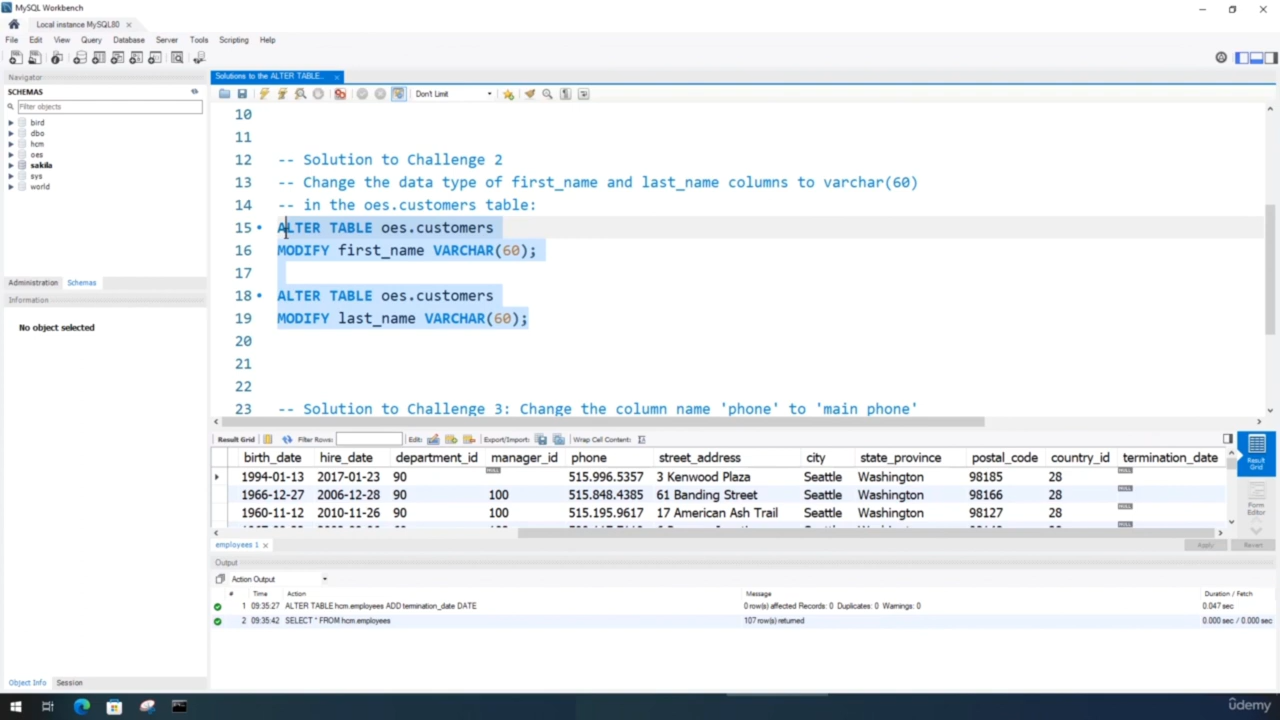 MySQL Workbench
Local instance MySQL80 ×
File Edit View Query Database Server Tools Scripting Help
Navigator
SCHEMAS
Filter objects
bird
dbo
hcm
oes
sakila
sys
world
Administration Schemas
Information
No object selected
Object Info Session
Solutions to the ALTER TABLE... ×
Don't Limit
10
11
12 -- Solution to Challenge 2
13 -- Change the data type of first_name and last_name columns to varchar(60)
14 -- in the oes.customers table:
15 ALTER TABLE oes.customers
16 MODIFY first_name VARCHAR(60);
17
18 ALTER TABLE oes.customers
19 MODIFY last_name VARCHAR(60);
20
21
22
23 -- Solution to Challenge 3: Change the column name 'phone' to 'main_phone'
Result Grid Filter Rows: Edit: Export/Import: Wrap Cell Content:
birth_date hire_date department_id manager_id phone street_address city state_province postal_code country_id termination_date
1994-01-13 2017-01-23 90 NULL 515.996.5357 3 Kenwood Plaza Seattle Washington 98185 28 NULL
1966-12-27 2006-12-28 90 100 515.848.4385 61 Banding Street Seattle Washington 98166 28 NULL
1960-11-12 2010-11-26 90 100 515.195.9617 17 American Ash Trail Seattle Washington 98127 28 NULL
Result Grid
Form Editor
employees 1 ×
Apply Revert
Output
Action Output
# Time Action Message Duration / Fetch
1 09:35:27 ALTER TABLE hcm.employees ADD termination_date DATE 0 row(s) affected Records: 0 Duplicates: 0 Warnings: 0 0.047 sec
2 09:35:42 SELECT * FROM hcm.employees 107 row(s) returned 0.000 sec / 0.000 sec
ûdemy